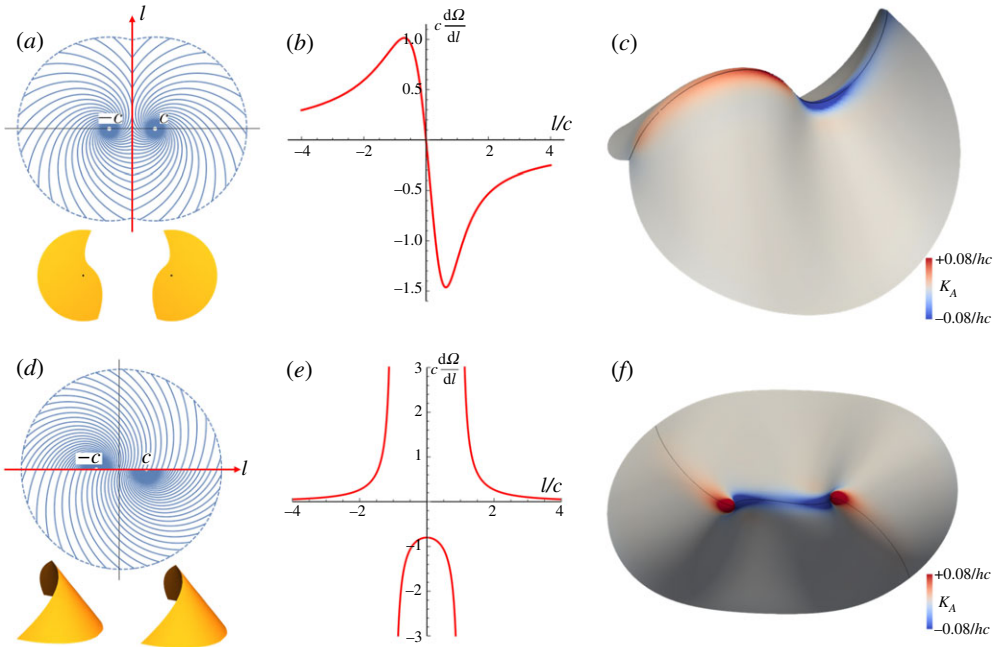 (a)
l
−c
c
(b)
c dΩ/dl
1.0
0.5
l/c
−4
−2
2
4
−0.5
−1.0
−1.5
(c)
+0.08/hc
K_A
−0.08/hc
(d)
−c
c
l
(e)
c dΩ/dl
3
2
1
l/c
−4
−2
2
4
−1
−2
−3
(f)
+0.08/hc
K_A
−0.08/hc